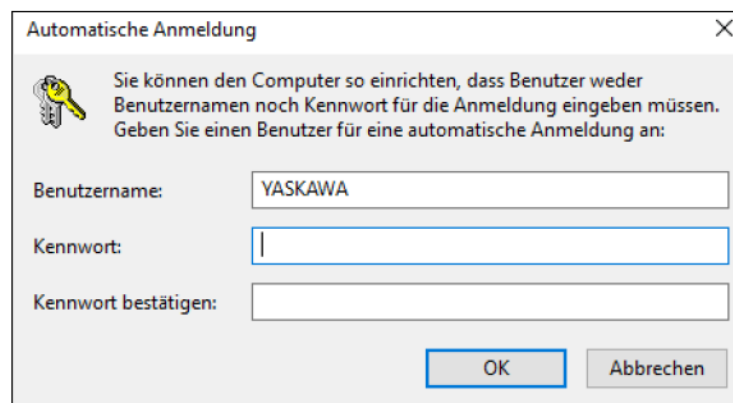 Automatische Anmeldung
Sie können den Computer so einrichten, dass Benutzer weder
Benutzernamen noch Kennwort für die Anmeldung eingeben müssen.
Geben Sie einen Benutzer für eine automatische Anmeldung an:
Benutzername:
YASKAWA
Kennwort:
Kennwort bestätigen:
OK
Abbrechen